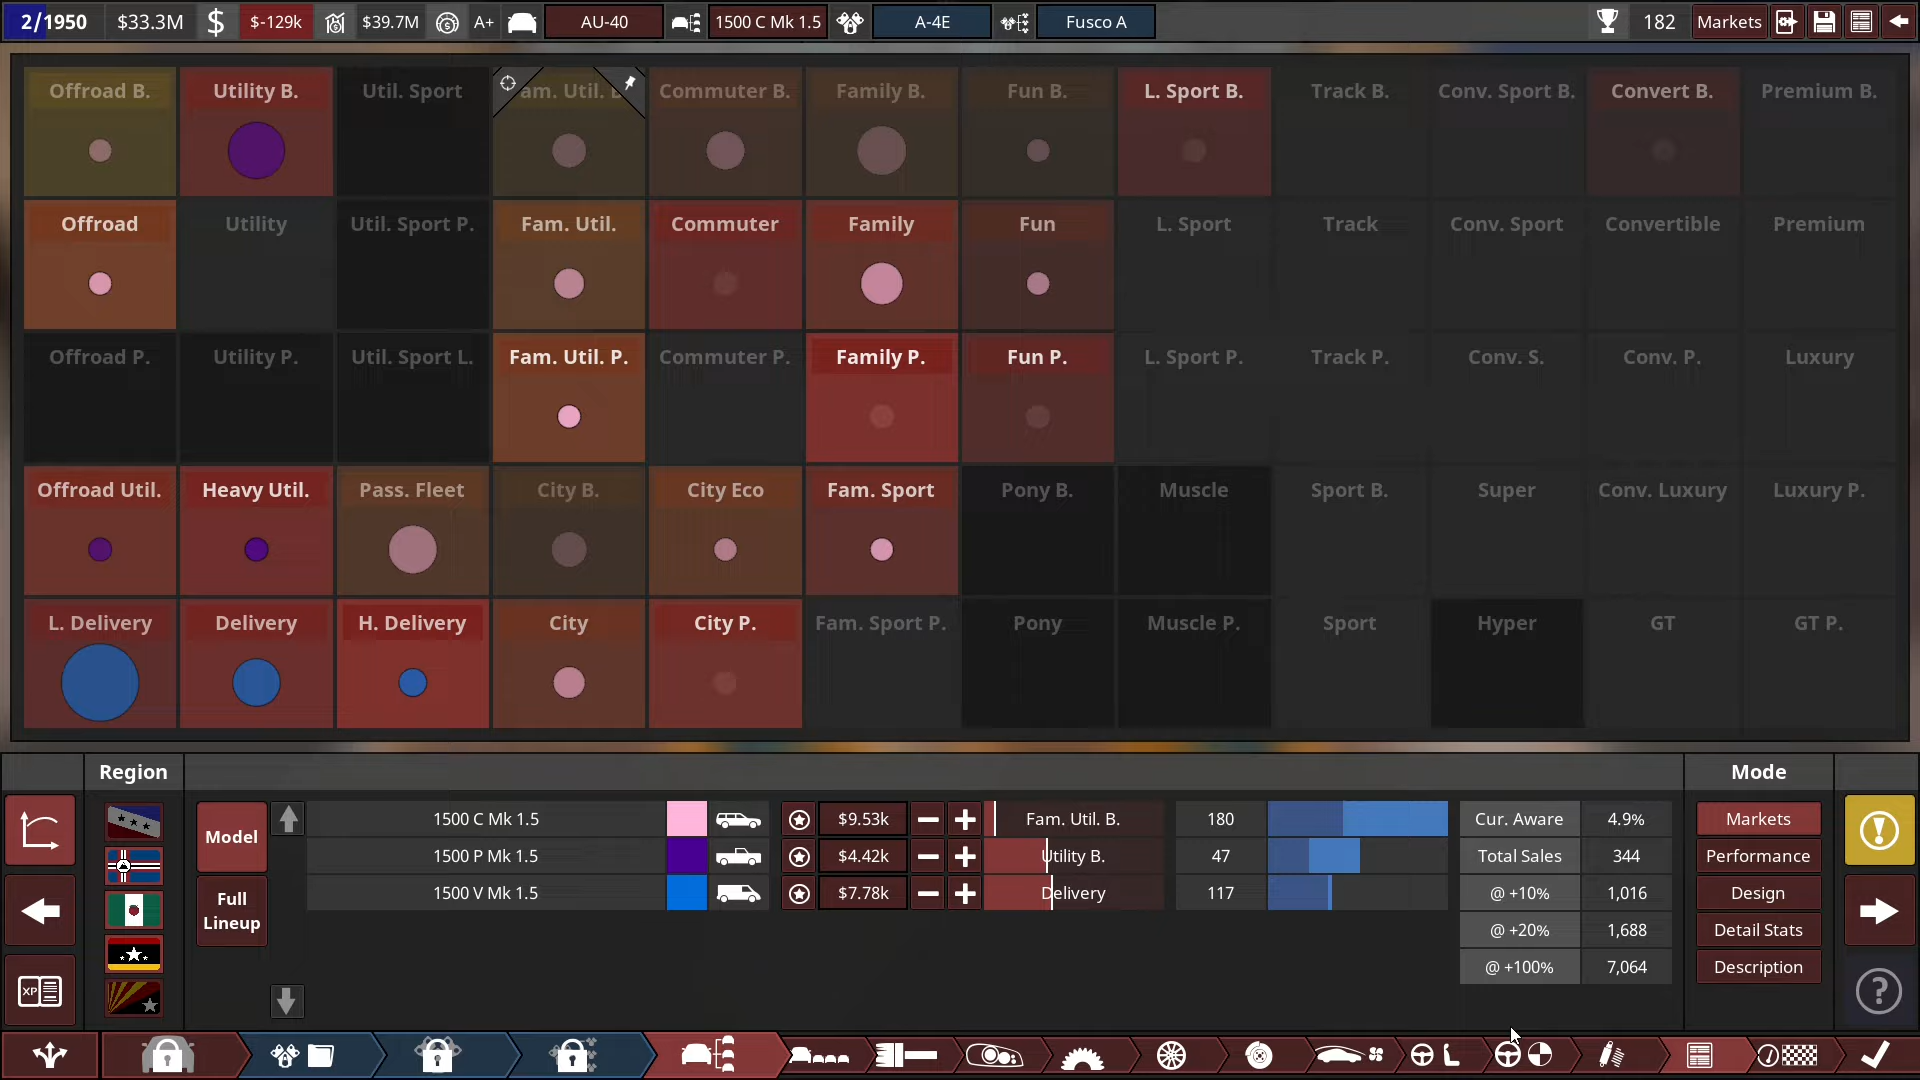 2/1950 $33.3M $ $-129k $39.7M A+ AU-40 1500 C Mk 1.5 A-4E Fusco A 182 Markets
Offroad B. Utility B. Util. Sport am. Util. B Commuter B. Family B. Fun B. L. Sport B. Track B. Conv. Sport B. Convert B. Premium B.
Offroad Utility Util. Sport P. Fam. Util. Commuter Family Fun L. Sport Track Conv. Sport Convertible Premium
Offroad P. Utility P. Util. Sport L. Fam. Util. P. Commuter P. Family P. Fun P. L. Sport P. Track P. Conv. S. Conv. P. Luxury
Offroad Util. Heavy Util. Pass. Fleet City B. City Eco Fam. Sport Pony B. Muscle Sport B. Super Conv. Luxury Luxury P.
L. Delivery Delivery H. Delivery City City P. Fam. Sport P. Pony Muscle P. Sport Hyper GT GT P.
Region Mode
Model
Full
Lineup
1500 C Mk 1.5 $9.53k Fam. Util. B. 180 Cur. Aware 4.9% Markets
1500 P Mk 1.5 $4.42k Utility B. 47 Total Sales 344 Performance
1500 V Mk 1.5 $7.78k Delivery 117 @ +10% 1,016 Design
@ +20% 1,688 Detail Stats
@ +100% 7,064 Description
XP
?